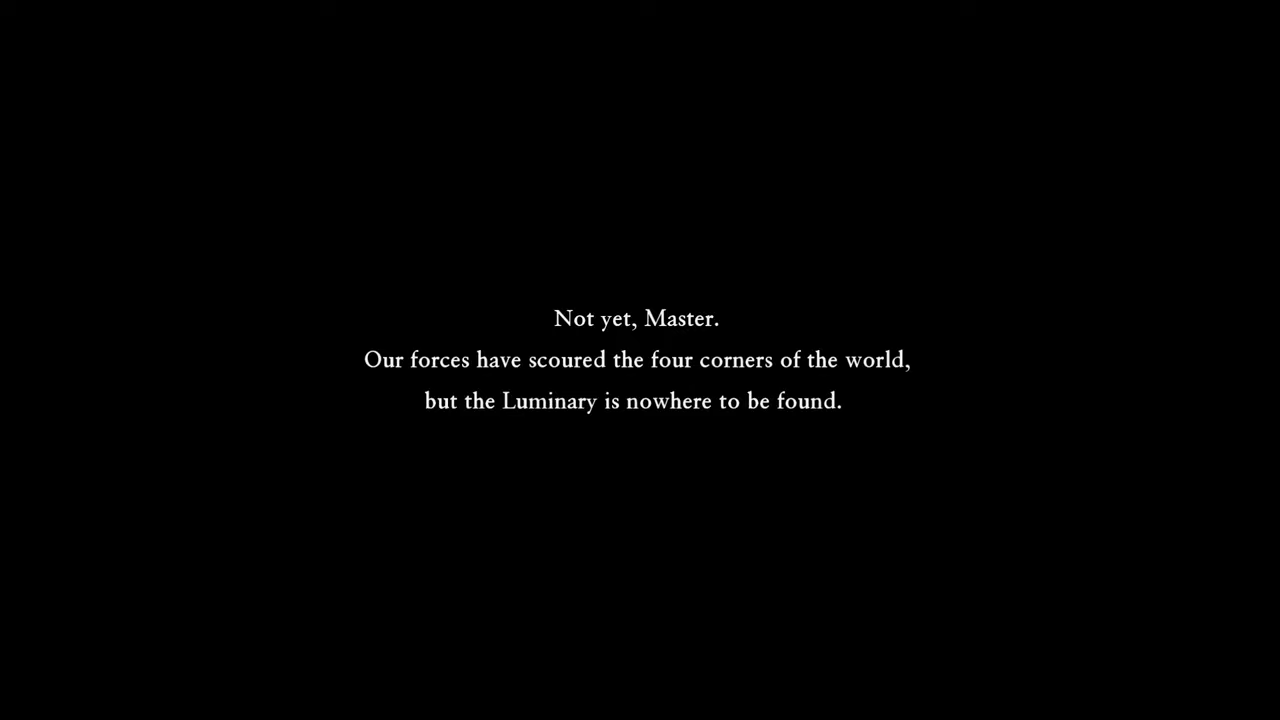 Not yet, Master.
Our forces have scoured the four corners of the world,
but the Luminary is nowhere to be found.